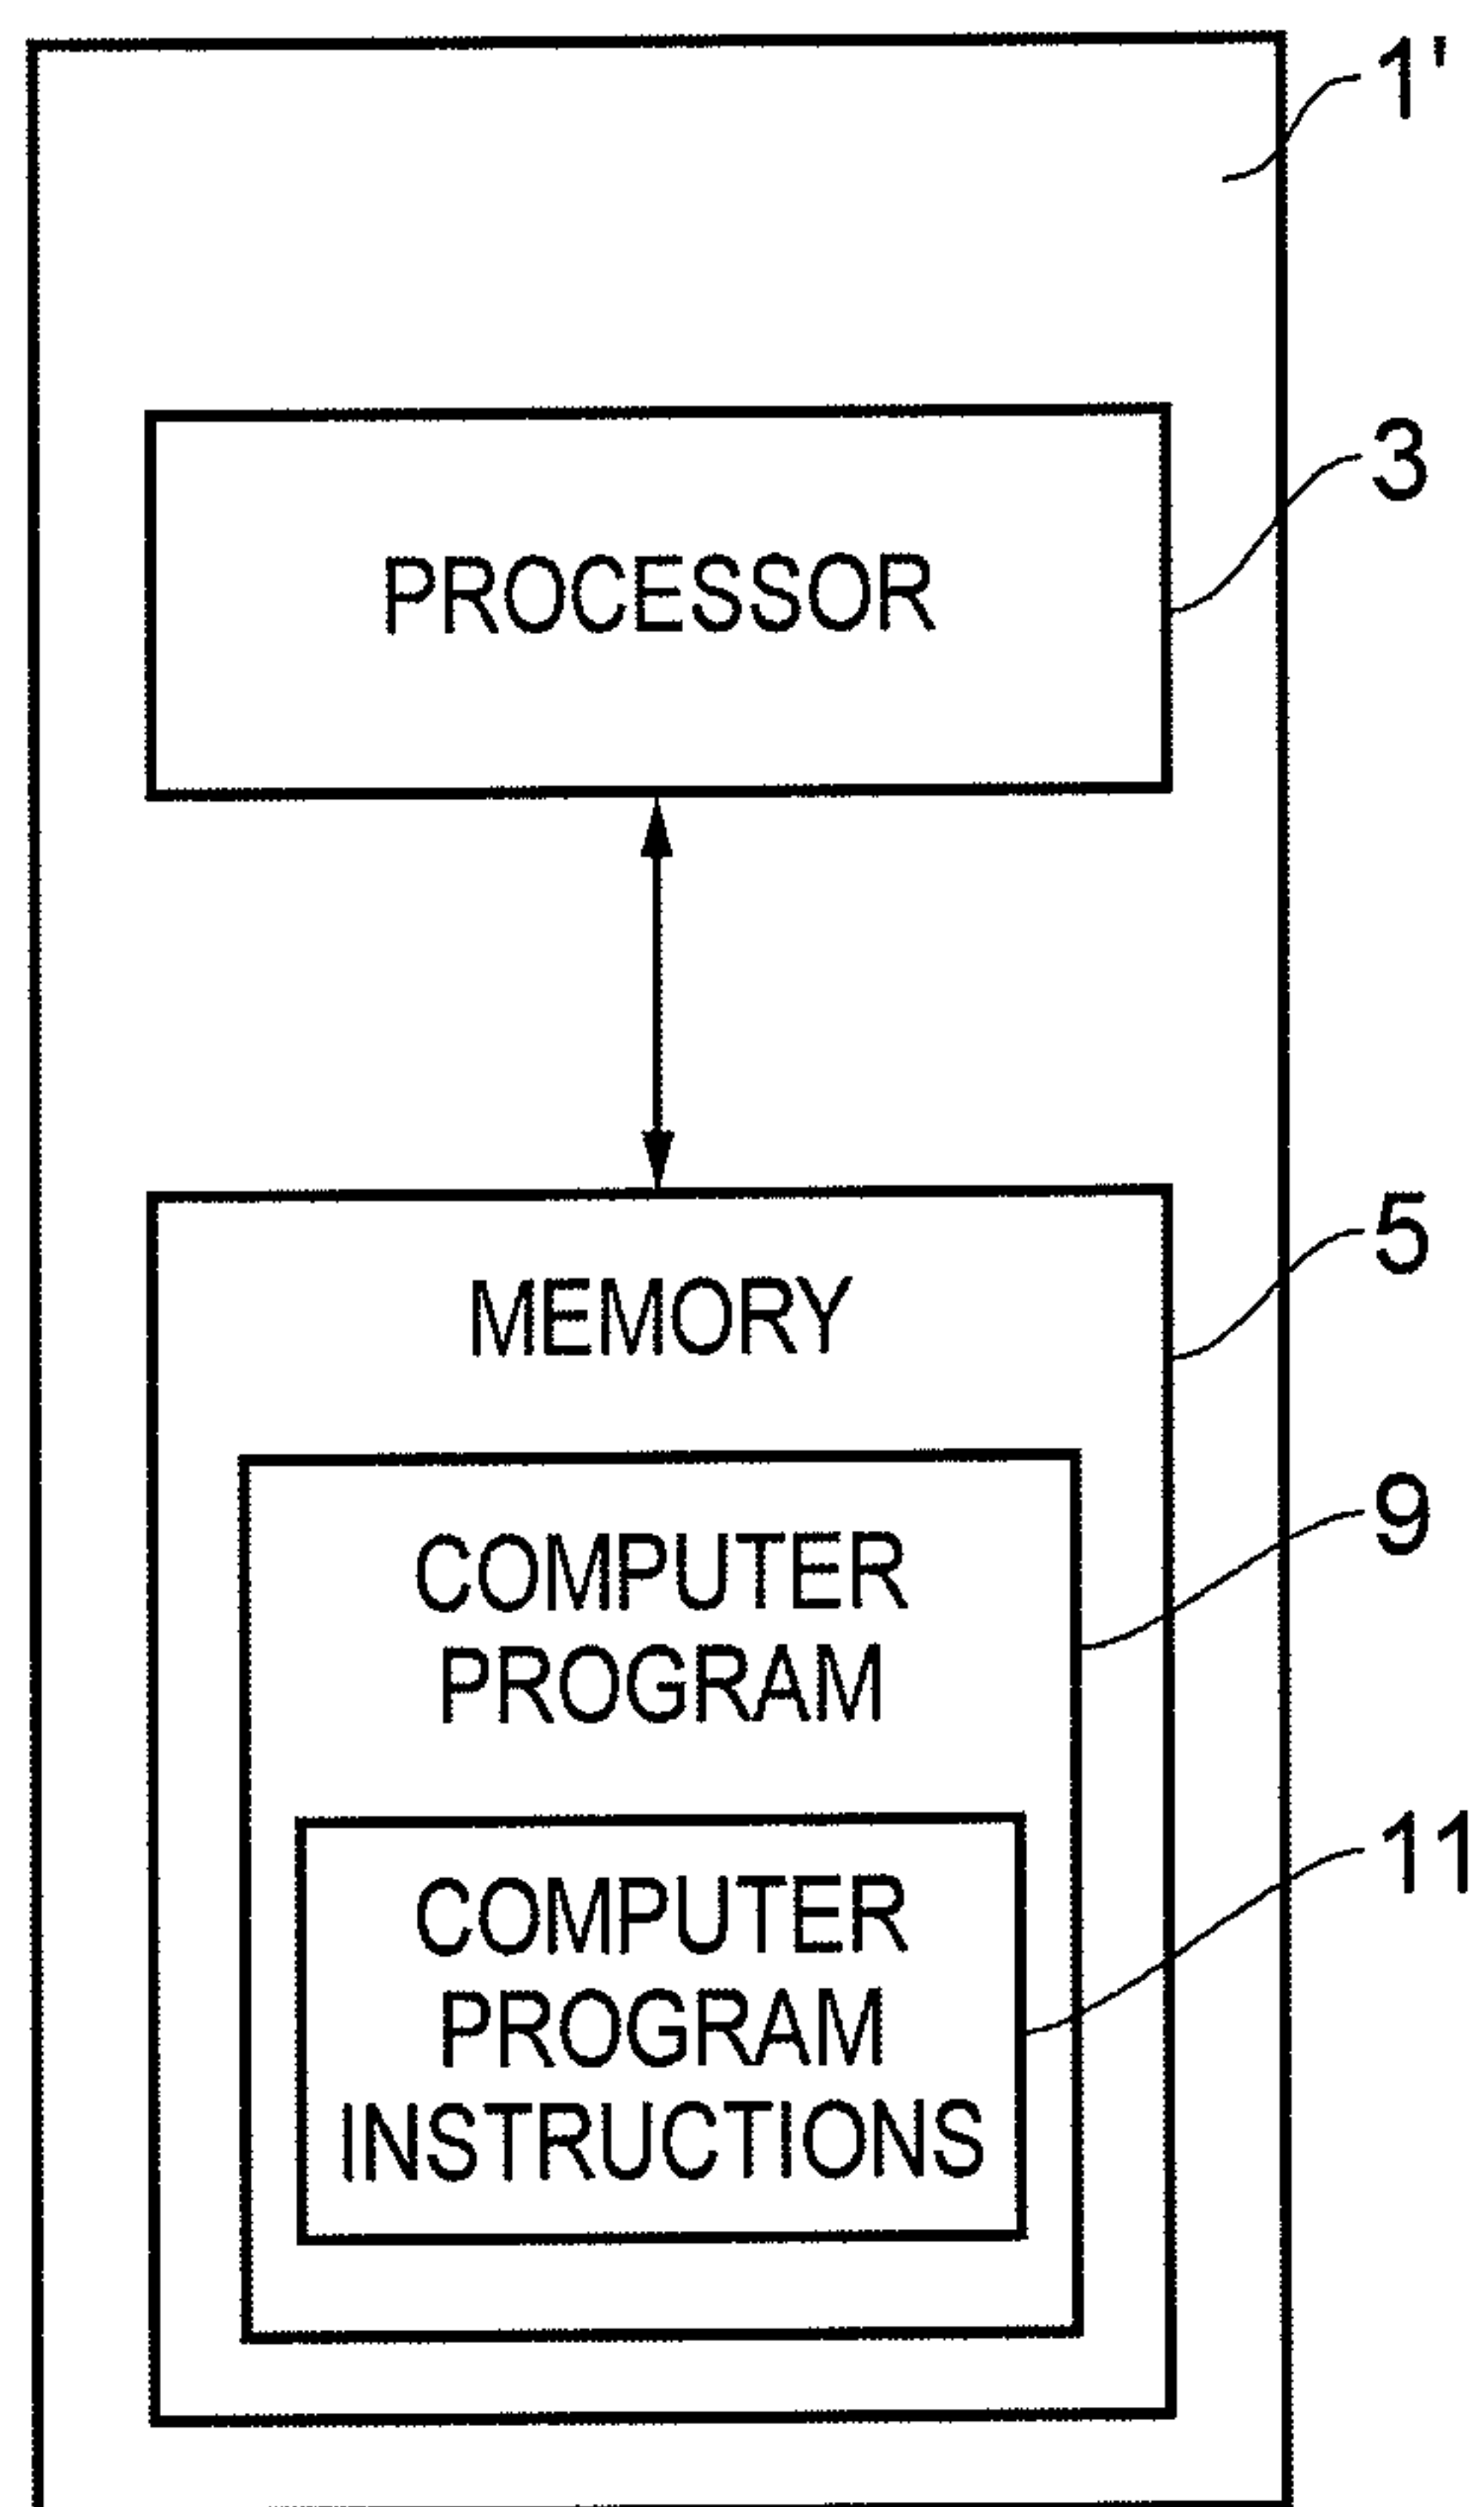 1'
3
PROCESSOR
5
MEMORY
9
COMPUTER
PROGRAM
11
COMPUTER
PROGRAM
INSTRUCTIONS